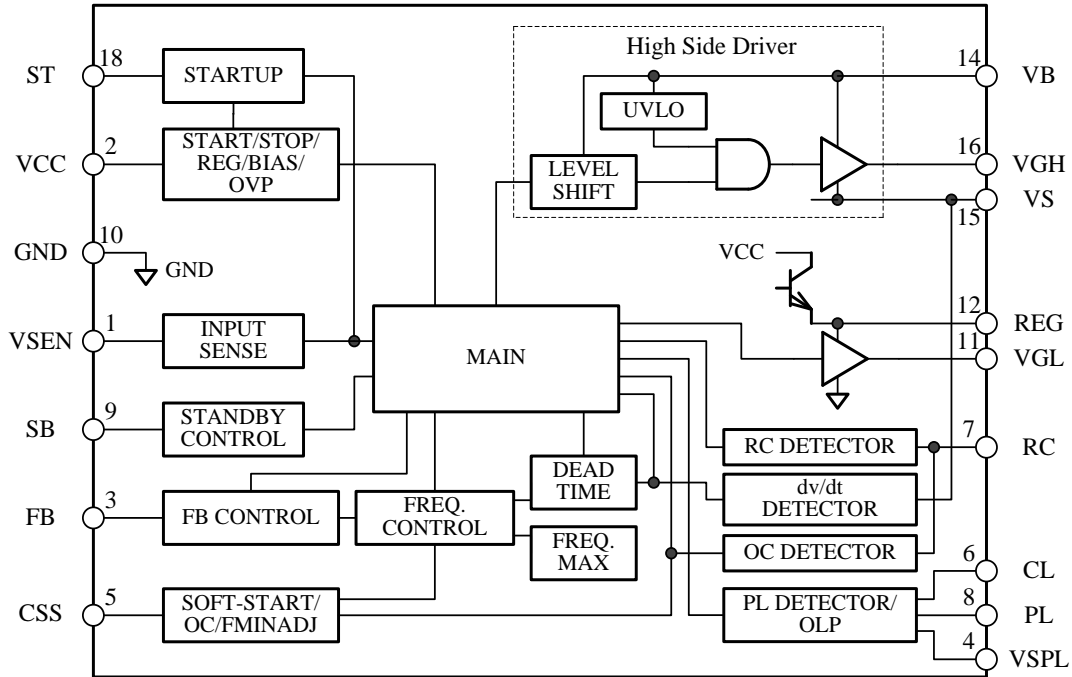 High Side Driver
18
ST
STARTUP
14
VB
UVLO
2
VCC
START/STOP/
REG/BIAS/
OVP
LEVEL
SHIFT
16
VGH
VS
15
10
GND
GND
VCC
1
VSEN
INPUT
SENSE
MAIN
12
REG
11
VGL
9
SB
STANDBY
CONTROL
RC DETECTOR
7
RC
3
FB
FB CONTROL
FREQ.
CONTROL
DEAD
TIME
dv/dt
DETECTOR
FREQ.
MAX
OC DETECTOR
6
CL
5
CSS
SOFT-START/
OC/FMINADJ
PL DETECTOR/
OLP
8
PL
4
VSPL